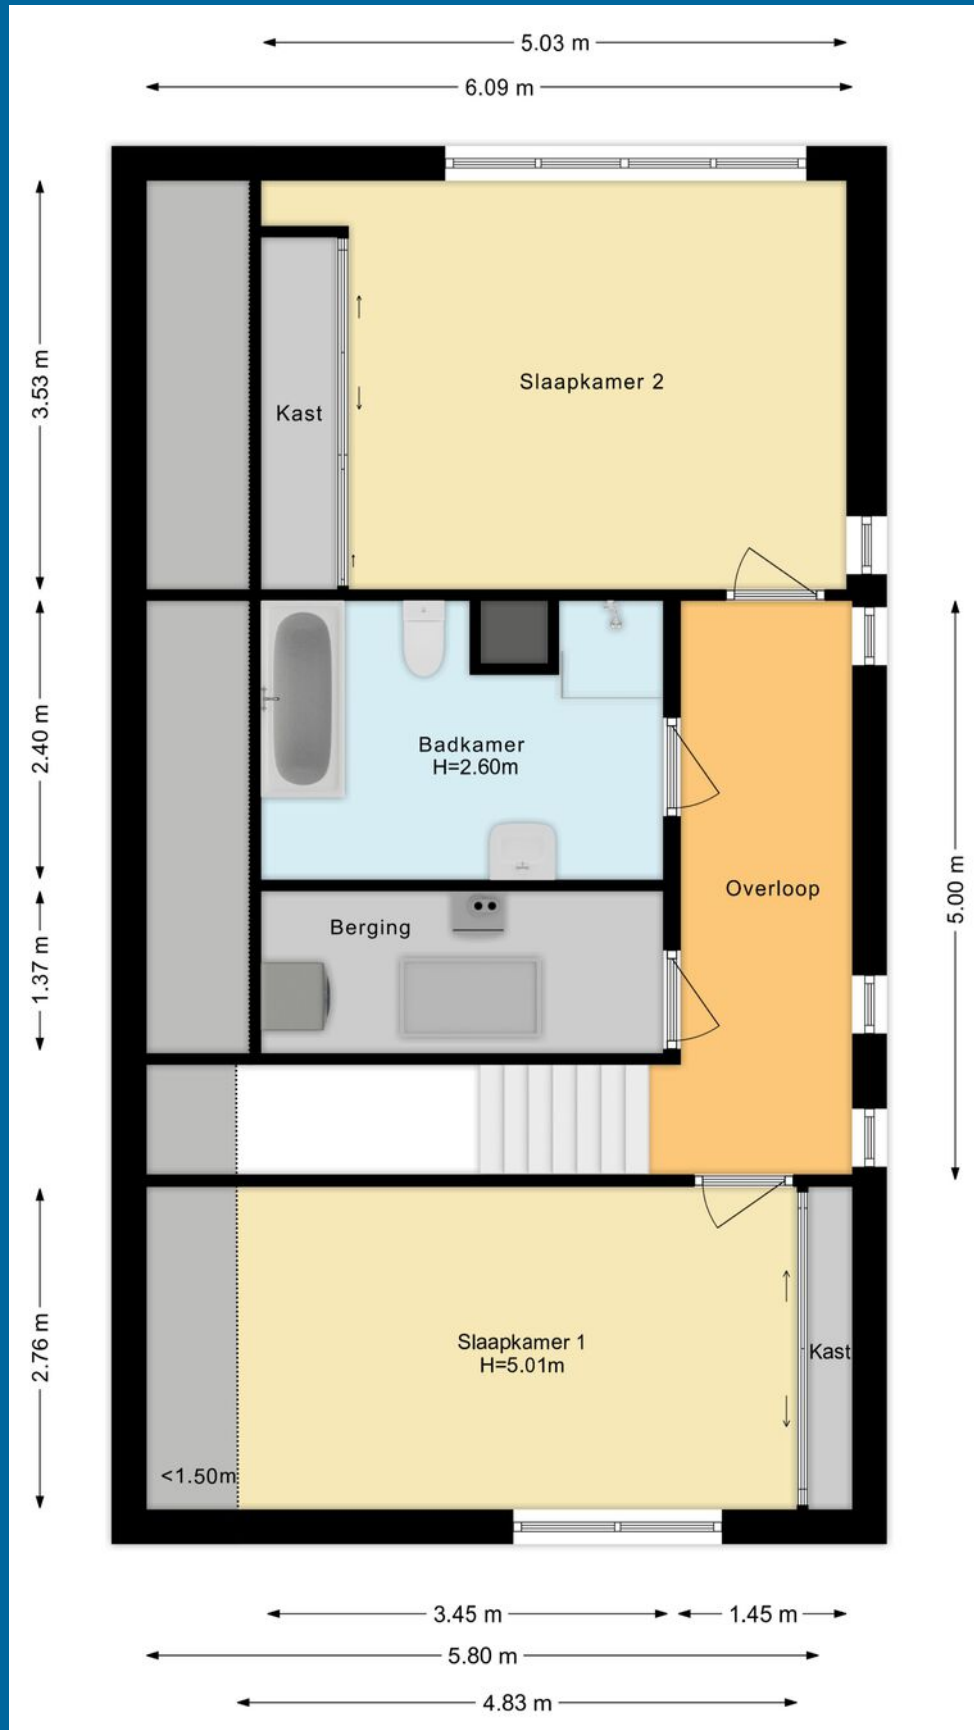 5.03 m
6.09 m
3.53 m
Slaapkamer 2
Kast
2.40 m
Badkamer
H=2.60m
5.00 m
Overloop
Berging
1.37 m
2.76 m
Slaapkamer 1
H=5.01m
Kast
<1.50m
3.45 m
1.45 m
5.80 m
4.83 m